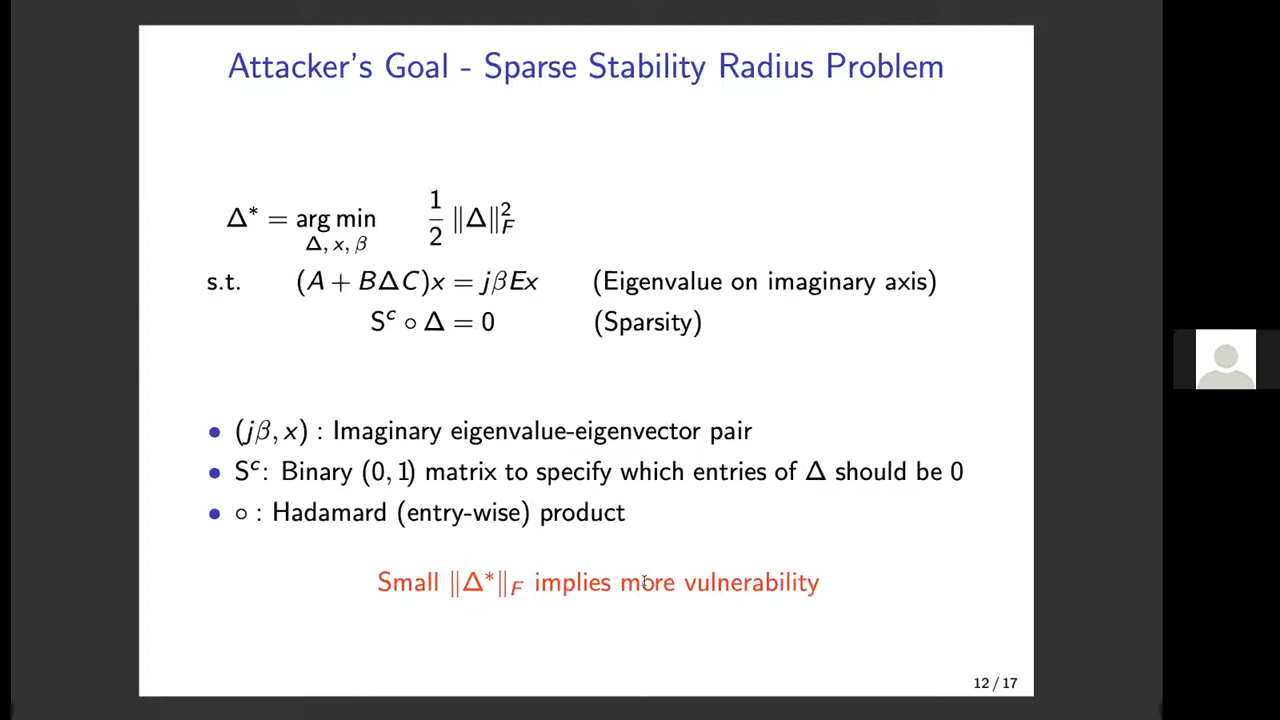 Attacker's Goal - Sparse Stability Radius Problem
Δ* = arg min 1/2 ‖Δ‖²_F
Δ, x, β
s.t. (A + BΔC)x = jβEx (Eigenvalue on imaginary axis)
Sᶜ ∘ Δ = 0 (Sparsity)
• (jβ, x) : Imaginary eigenvalue-eigenvector pair
• Sᶜ: Binary (0, 1) matrix to specify which entries of Δ should be 0
• ∘ : Hadamard (entry-wise) product
Small ‖Δ*‖_F implies more vulnerability
12 / 17